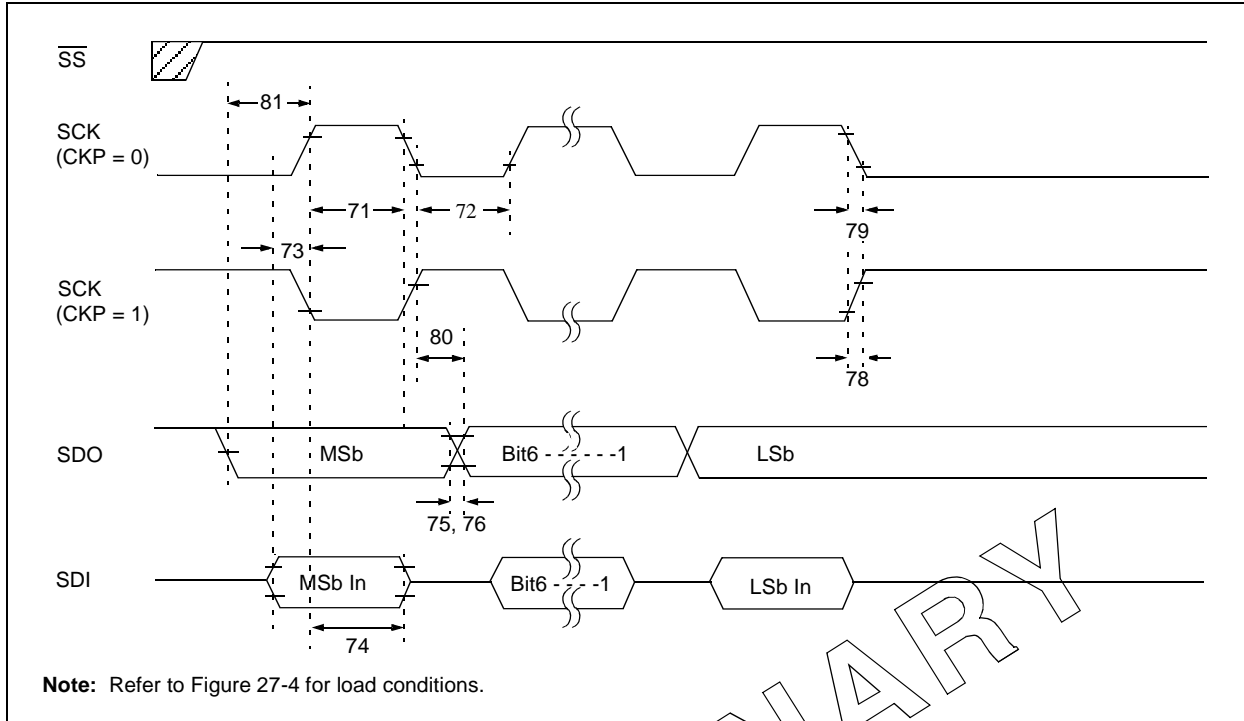 SS
81
SCK
(CKP = 0)
71
72
79
73
SCK
(CKP = 1)
80
78
SDO
MSb
Bit6 - - - - - -1
LSb
75, 76
SDI
MSb In
Bit6 - - - -1
LSb In
74
NARY
Note: Refer to Figure 27-4 for load conditions.